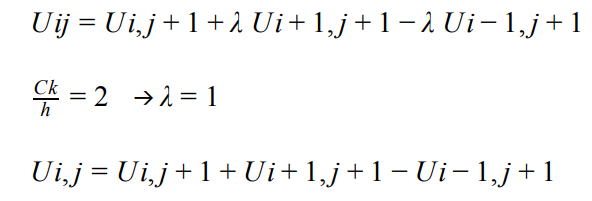 Uij = Ui,j + 1 + λ Ui + 1,j + 1 − λ Ui − 1,j + 1
Ck/h = 2 → λ = 1
Ui,j = Ui,j + 1 + Ui + 1,j + 1 − Ui − 1,j + 1